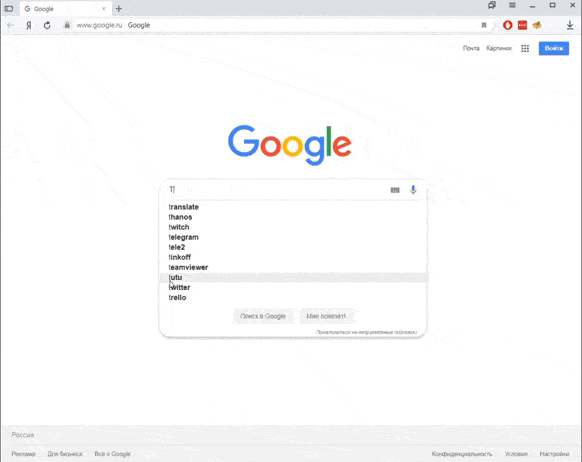 Google
www.google.ru Google
Почта Картинки Войти
Google
T
translate
thanos
twitch
telegram
tele2
tinkoff
teamviewer
tutu
twitter
trello
Поиск в Google Мне повезёт!
Пожаловаться на неприемлемые подсказки
Россия
Реклама Для бизнеса Всё о Google Конфиденциальность Условия Настройки